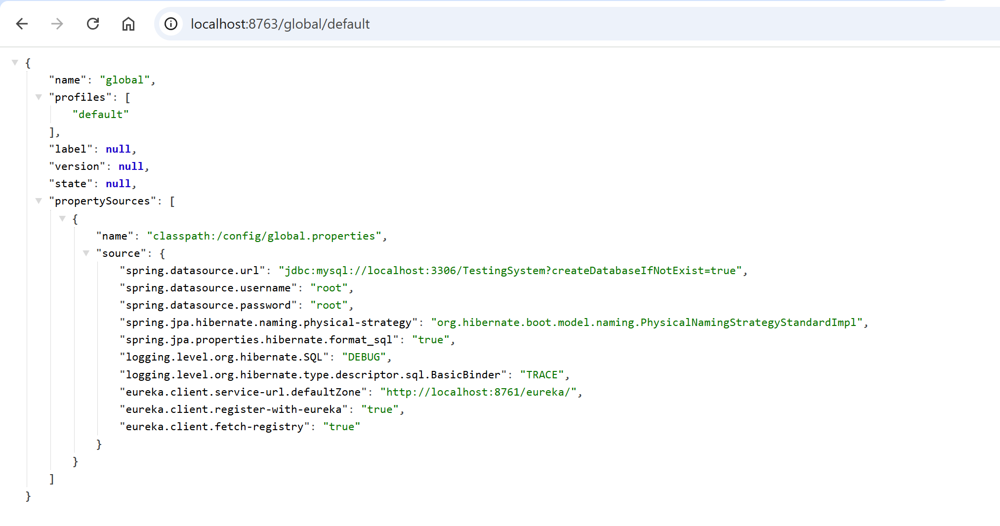 localhost:8763/global/default
{
"name": "global",
"profiles": [
"default"
],
"label": null,
"version": null,
"state": null,
"propertySources": [
{
"name": "classpath:/config/global.properties",
"source": {
"spring.datasource.url": "jdbc:mysql://localhost:3306/TestingSystem?createDatabaseIfNotExist=true",
"spring.datasource.username": "root",
"spring.datasource.password": "root",
"spring.jpa.hibernate.naming.physical-strategy": "org.hibernate.boot.model.naming.PhysicalNamingStrategyStandardImpl",
"spring.jpa.properties.hibernate.format_sql": "true",
"logging.level.org.hibernate.SQL": "DEBUG",
"logging.level.org.hibernate.type.descriptor.sql.BasicBinder": "TRACE",
"eureka.client.service-url.defaultZone": "http://localhost:8761/eureka/",
"eureka.client.register-with-eureka": "true",
"eureka.client.fetch-registry": "true"
}
}
]
}